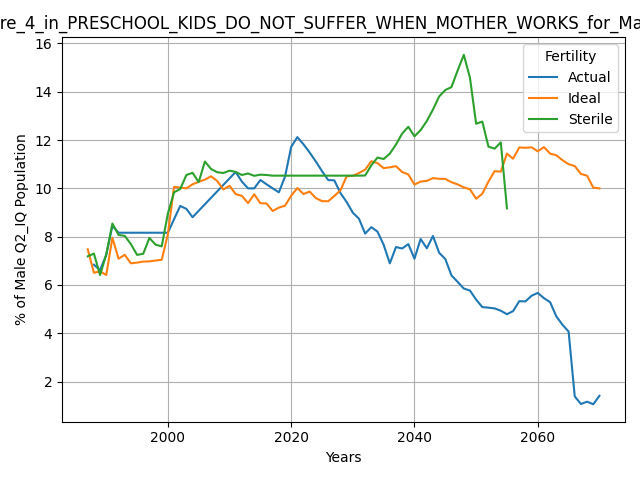 re_4_in_PRESCHOOL_KIDS_DO_NOT_SUFFER_WHEN_MOTHER_WORKS_for_Ma
16
14
12
10
8
6
4
2
% of Male Q2_IQ Population
Fertility
Actual
Ideal
Sterile
2000
2020
2040
2060
Years